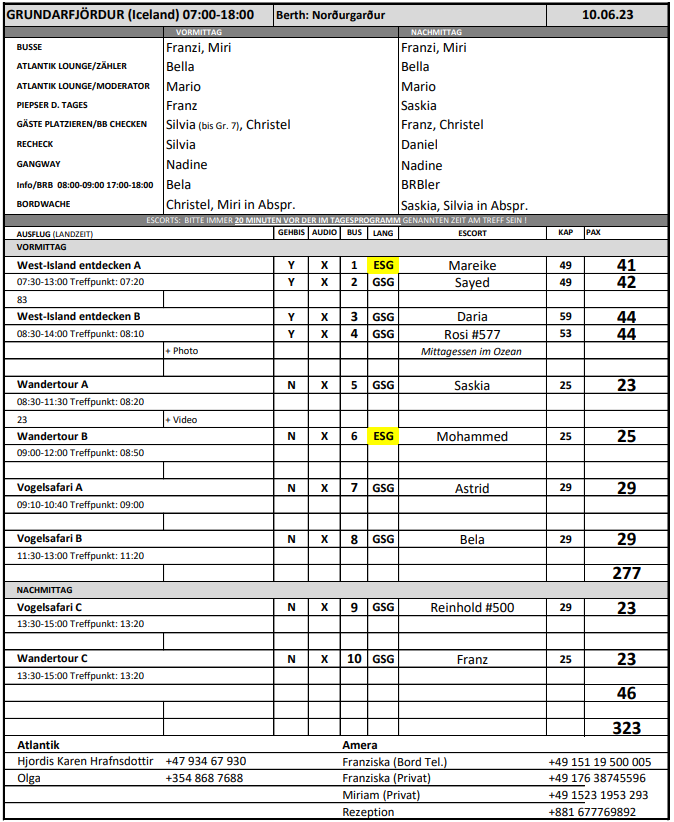 GRUNDARFJÖRDUR (Iceland) 07:00-18:00 Berth: Norðurgarður 10.06.23
VORMITTAG NACHMITTAG
BUSSE Franzi, Miri Franzi, Miri
ATLANTIK LOUNGE/ZÄHLER Bella Bella
ATLANTIK LOUNGE/MODERATOR Mario Mario
PIEPSER D. TAGES Franz Saskia
GÄSTE PLATZIEREN/BB CHECKEN Silvia (bis Gr. 7), Christel Franz, Christel
RECHECK Silvia Daniel
GANGWAY Nadine Nadine
Info/BRB 08:00-09:00 17:00-18:00 Bela BRBler
BORDWACHE Christel, Miri in Abspr. Saskia, Silvia in Abspr.
ESCORTS: BITTE IMMER 20 MINUTEN VOR DER IM TAGESPROGRAMM GENANNTEN ZEIT AM TREFF SEIN !
AUSFLUG (LANDZEIT) GEHBIS AUDIO BUS LANG ESCORT KAP PAX
VORMITTAG
West-Island entdecken A Y X 1 ESG Mareike 49 41
07:30-13:00 Treffpunkt: 07:20 Y X 2 GSG Sayed 49 42
83
West-Island entdecken B Y X 3 GSG Daria 59 44
08:30-14:00 Treffpunkt: 08:10 Y X 4 GSG Rosi #577 53 44
+ Photo Mittagessen im Ozean
Wandertour A N X 5 GSG Saskia 25 23
08:30-11:30 Treffpunkt: 08:20
23 + Video
Wandertour B N X 6 ESG Mohammed 25 25
09:00-12:00 Treffpunkt: 08:50
Vogelsafari A N X 7 GSG Astrid 29 29
09:10-10:40 Treffpunkt: 09:00
Vogelsafari B N X 8 GSG Bela 29 29
11:30-13:00 Treffpunkt: 11:20
277
NACHMITTAG
Vogelsafari C N X 9 GSG Reinhold #500 29 23
13:30-15:00 Treffpunkt: 13:20
Wandertour C N X 10 GSG Franz 25 23
13:30-15:00 Treffpunkt: 13:20
46
323
Atlantik Amera
Hjordis Karen Hrafnsdottir +47 934 67 930 Franziska (Bord Tel.) +49 151 19 500 005
Olga +354 868 7688 Franziska (Privat) +49 176 38745596
Miriam (Privat) +49 1523 1953 293
Rezeption +881 677769892